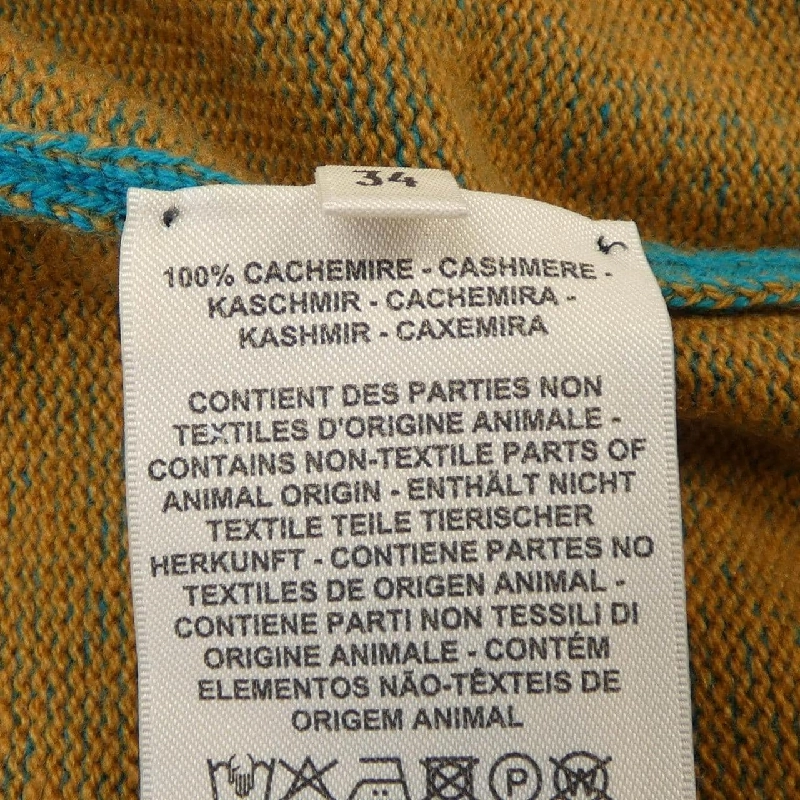 34
100% CACHEMIRE - CASHMERE -
KASCHMIR - CACHEMIRA -
KASHMIR - CAXEMIRA
CONTIENT DES PARTIES NON
TEXTILES D'ORIGINE ANIMALE -
CONTAINS NON-TEXTILE PARTS OF
ANIMAL ORIGIN - ENTHÄLT NICHT
TEXTILE TEILE TIERISCHER
HERKUNFT - CONTIENE PARTES NO
TEXTILES DE ORIGEN ANIMAL -
CONTIENE PARTI NON TESSILI DI
ORIGINE ANIMALE - CONTÉM
ELEMENTOS NÃO-TÊXTEIS DE
ORIGEM ANIMAL
P W